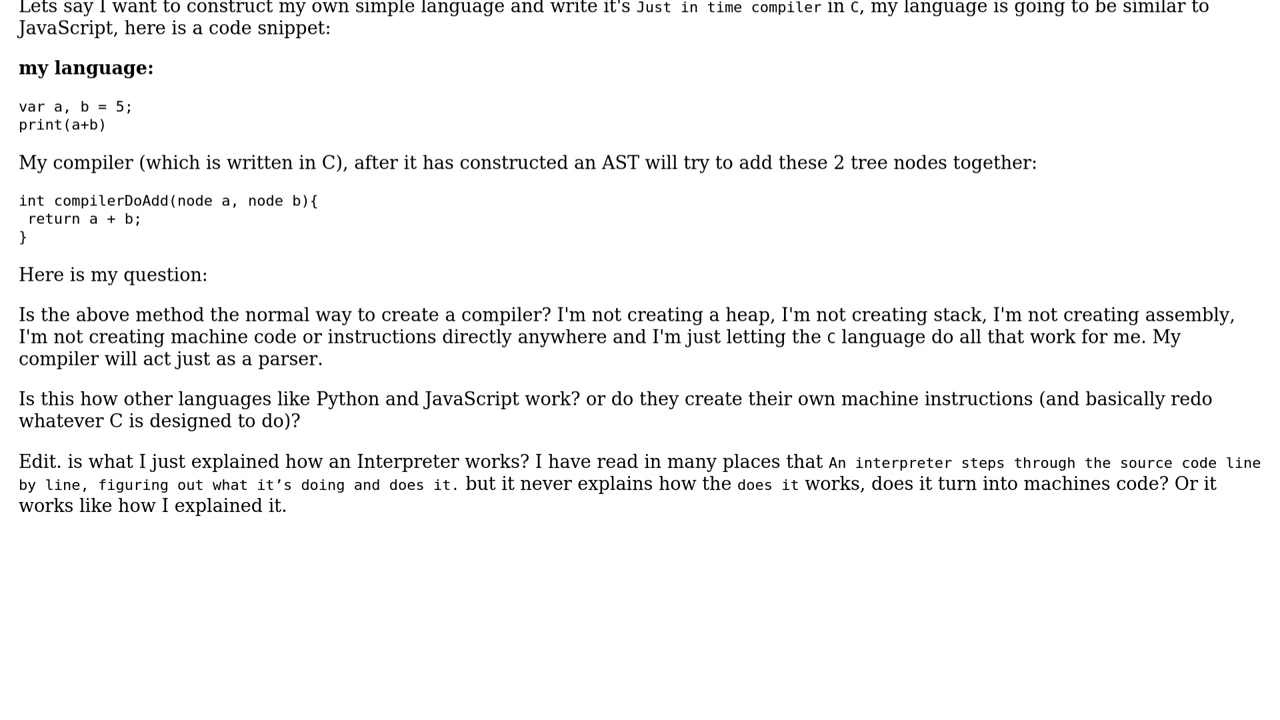 Lets say I want to construct my own simple language and write it's Just in time compiler in C, my language is going to be similar to
JavaScript, here is a code snippet:
my language:
var a, b = 5;
print(a+b)
My compiler (which is written in C), after it has constructed an AST will try to add these 2 tree nodes together:
int compilerDoAdd(node a, node b){
 return a + b;
}
Here is my question:
Is the above method the normal way to create a compiler? I'm not creating a heap, I'm not creating stack, I'm not creating assembly,
I'm not creating machine code or instructions directly anywhere and I'm just letting the C language do all that work for me. My
compiler will act just as a parser.
Is this how other languages like Python and JavaScript work? or do they create their own machine instructions (and basically redo
whatever C is designed to do)?
Edit. is what I just explained how an Interpreter works? I have read in many places that An interpreter steps through the source code line
by line, figuring out what it’s doing and does it. but it never explains how the does it works, does it turn into machines code? Or it
works like how I explained it.